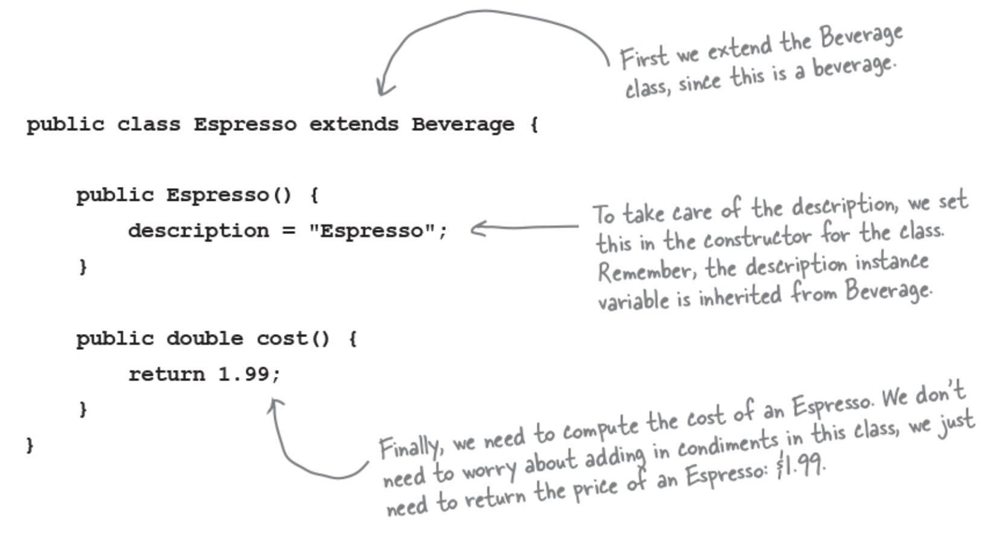 First we extend the Beverage
class, since this is a beverage.
public class Espresso extends Beverage {
public Espresso() {
description = "Espresso";
}
To take care of the description, we set
this in the constructor for the class.
Remember, the description instance
variable is inherited from Beverage.
public double cost() {
return 1.99;
}
}
Finally, we need to compute the cost of an Espresso. We don't
need to worry about adding in condiments in this class, we just
need to return the price of an Espresso: $1.99.